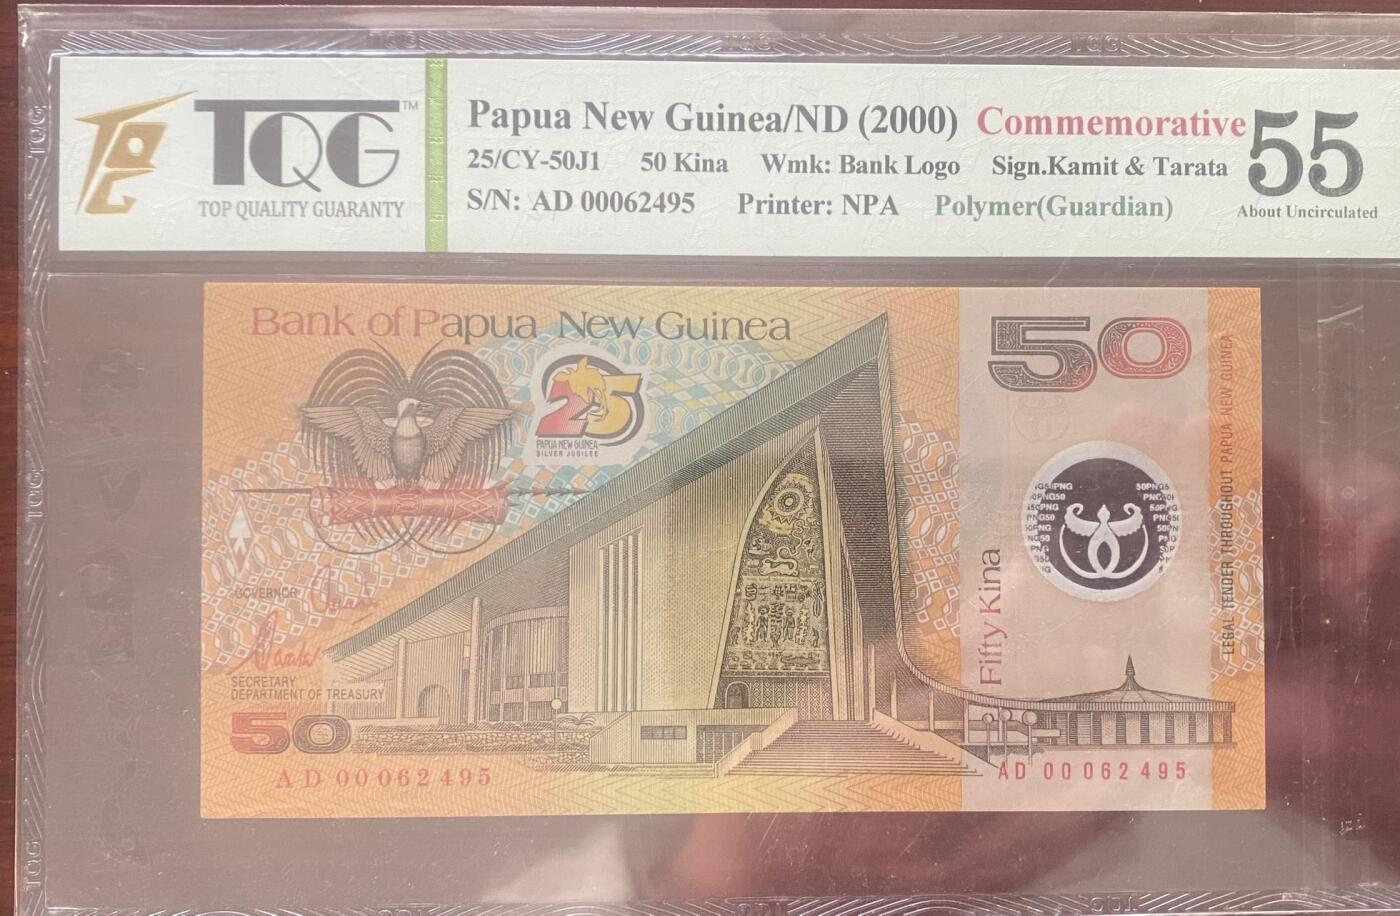 TQG™
TOP QUALITY GUARANTY
Papua New Guinea/ND (2000) Commemorative
25/CY-50J1 50 Kina Wmk: Bank Logo Sign.Kamit & Tarata
S/N: AD 00062495 Printer: NPA Polymer(Guardian)
55
About Uncirculated
Bank of Papua New Guinea
25
PAPUA NEW GUINEA
SILVER JUBILEE
50
LEGAL TENDER THROUGHOUT PAPUA NEW GUINEA
Fifty Kina
GOVERNOR
SECRETARY
DEPARTMENT OF TREASURY
50
AD 00062495
AD 00062495